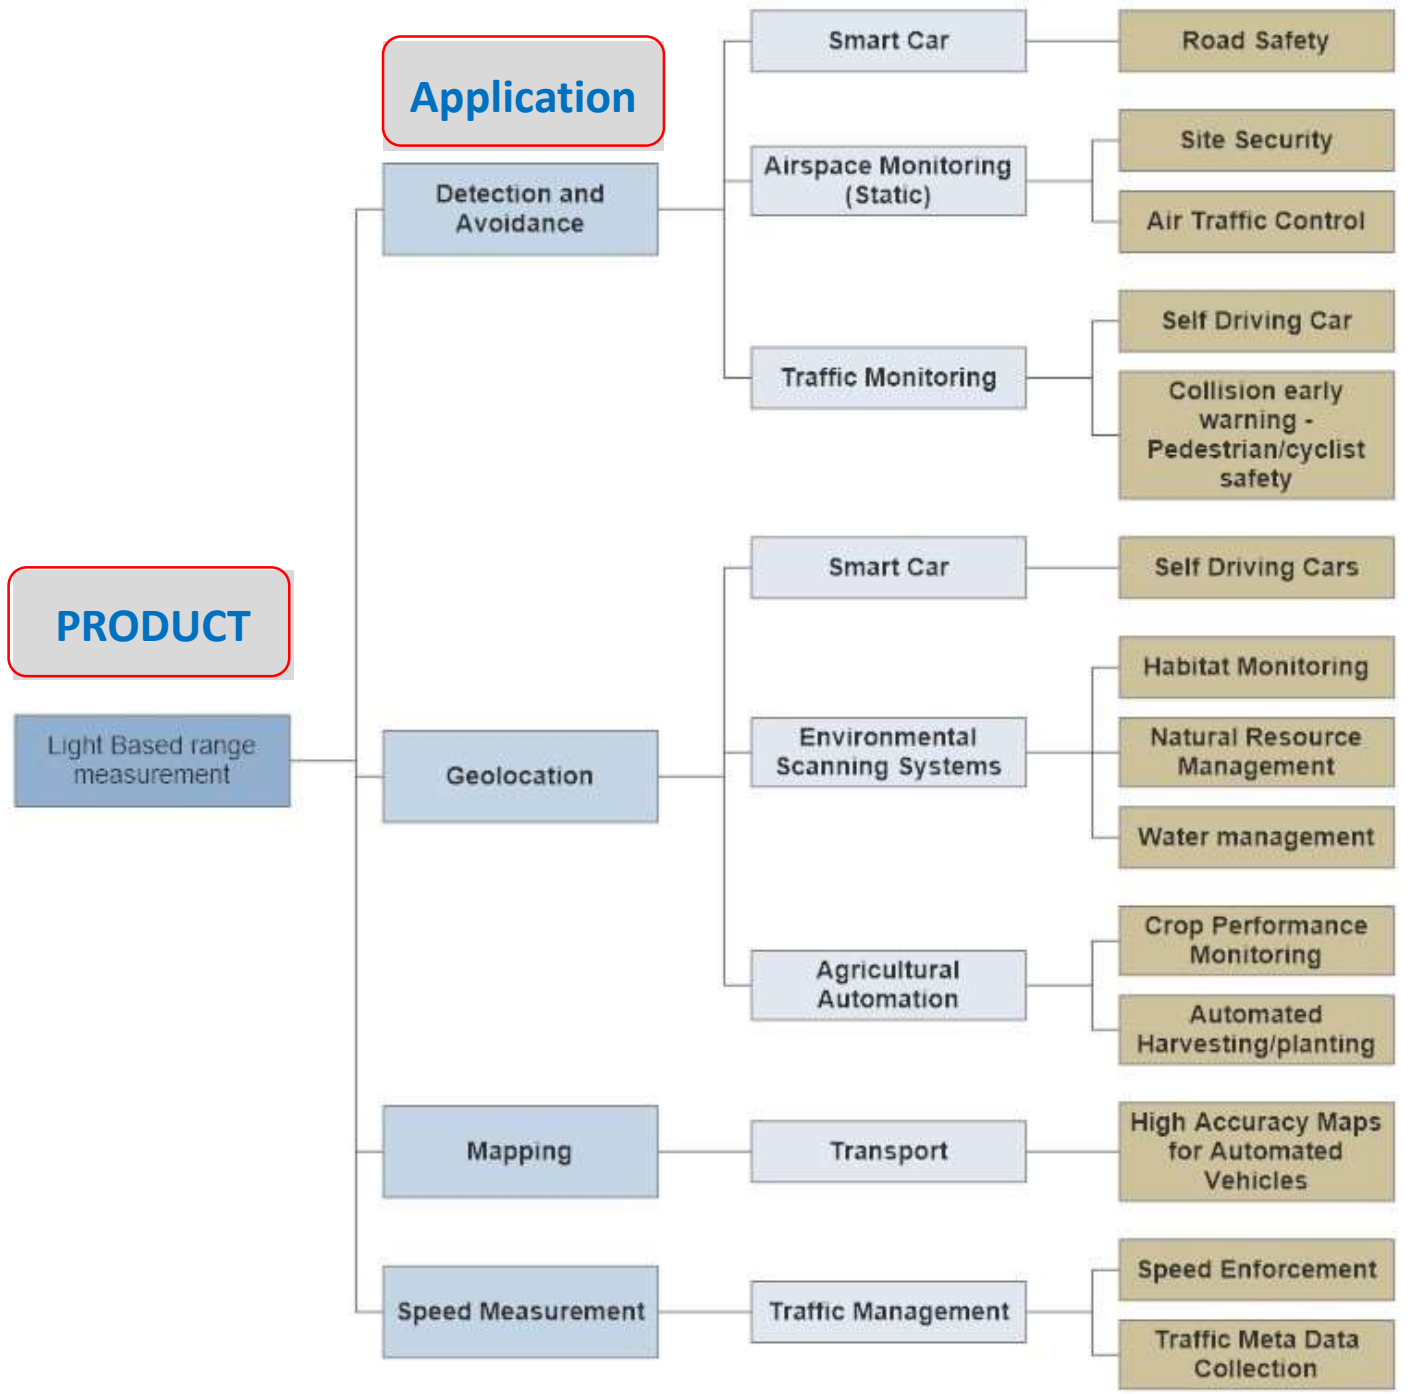 Application
PRODUCT
Light Based range
measurement
Detection and
Avoidance
Smart Car
Road Safety
Airspace Monitoring
(Static)
Site Security
Air Traffic Control
Traffic Monitoring
Self Driving Car
Collision early
warning -
Pedestrian/cyclist
safety
Geolocation
Smart Car
Self Driving Cars
Environmental
Scanning Systems
Habitat Monitoring
Natural Resource
Management
Water management
Agricultural
Automation
Crop Performance
Monitoring
Automated
Harvesting/planting
Mapping
Transport
High Accuracy Maps
for Automated
Vehicles
Speed Measurement
Traffic Management
Speed Enforcement
Traffic Meta Data
Collection